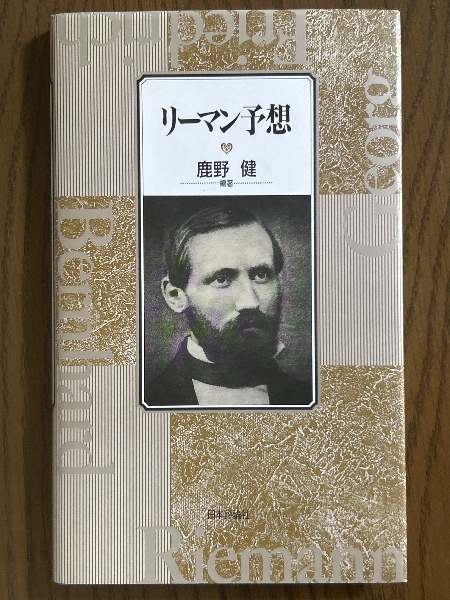 リーマン予想
鹿野 健
編著
日本評論社
Georg
Friedrich
Bernhard
Riemann